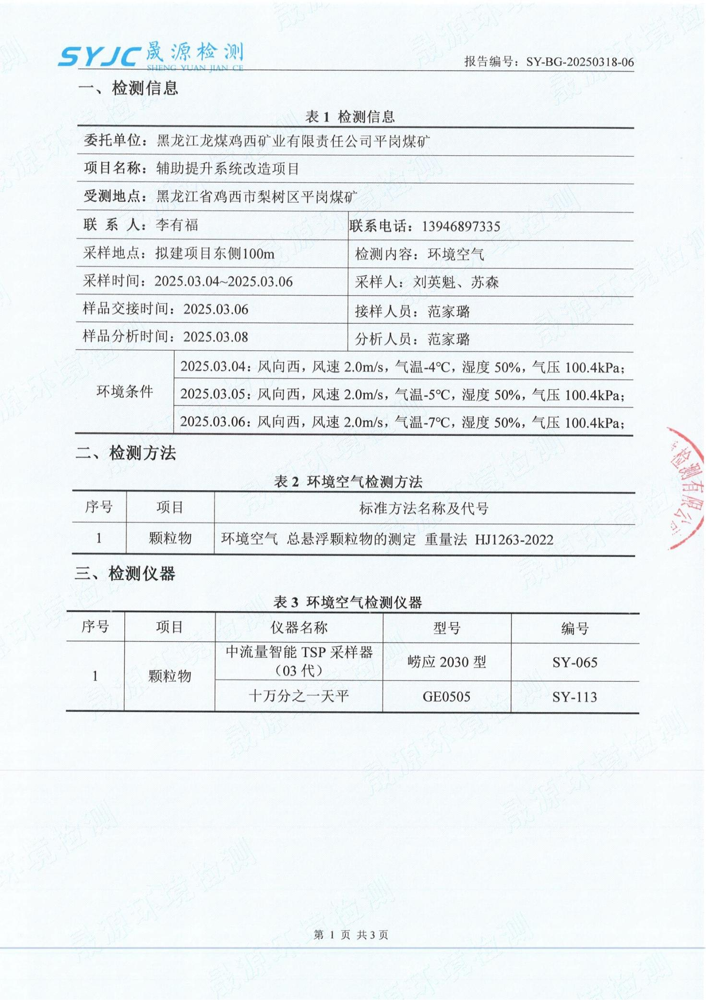 SYJC 晟源检测
SHENG YUAN JIAN CE
报告编号：SY-BG-20250318-06
一、检测信息
表 1 检测信息
委托单位：黑龙江龙煤鸡西矿业有限责任公司平岗煤矿
项目名称：辅助提升系统改造项目
受测地点：黑龙江省鸡西市梨树区平岗煤矿
联 系 人：李有福 联系电话：13946897335
采样地点：拟建项目东侧100m 检测内容：环境空气
采样时间：2025.03.04~2025.03.06 采样人：刘英魁、苏森
样品交接时间：2025.03.06 接样人员：范家璐
样品分析时间：2025.03.08 分析人员：范家璐
环境条件
2025.03.04：风向西，风速 2.0m/s，气温-4℃，湿度 50%，气压 100.4kPa；
2025.03.05：风向西，风速 2.0m/s，气温-5℃，湿度 50%，气压 100.4kPa；
2025.03.06：风向西，风速 2.0m/s，气温-7℃，湿度 50%，气压 100.4kPa；
二、检测方法
表 2 环境空气检测方法
序号 项目 标准方法名称及代号
1 颗粒物 环境空气 总悬浮颗粒物的测定 重量法 HJ1263-2022
三、检测仪器
表 3 环境空气检测仪器
序号 项目 仪器名称 型号 编号
1 颗粒物 中流量智能 TSP 采样器
（03 代） 崂应 2030 型 SY-065
十万分之一天平 GE0505 SY-113
检测有限公司
第 1 页 共 3 页
晟源环境检测